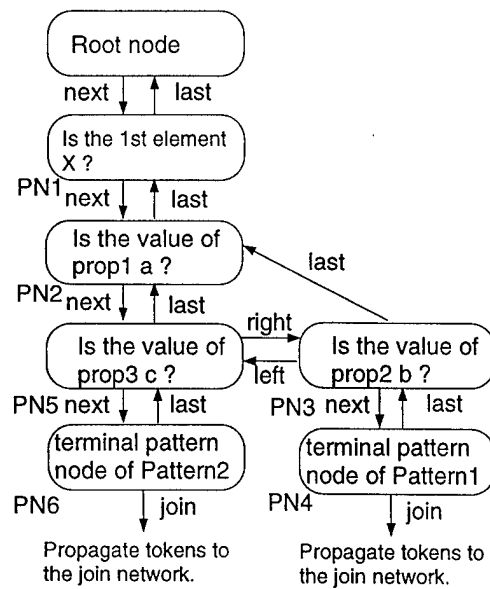 Root node
next
last
Is the 1st element
X ?
PN1
next
last
Is the value of
prop1 a ?
last
PN2
next
last
right
Is the value of
prop3 c ?
left
Is the value of
prop2 b ?
PN5
next
last
PN3
next
last
terminal pattern
node of Pattern2
terminal pattern
node of Pattern1
PN6
join
PN4
join
Propagate tokens to
the join network.
Propagate tokens to
the join network.